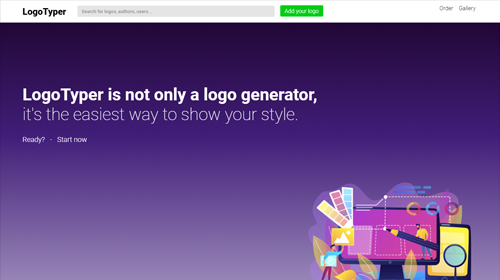 LogoTyper
Search for logos, authors, users...
Add your logo
Order
Gallery
LogoTyper is not only a logo generator,
it's the easiest way to show your style.
Ready? - Start now